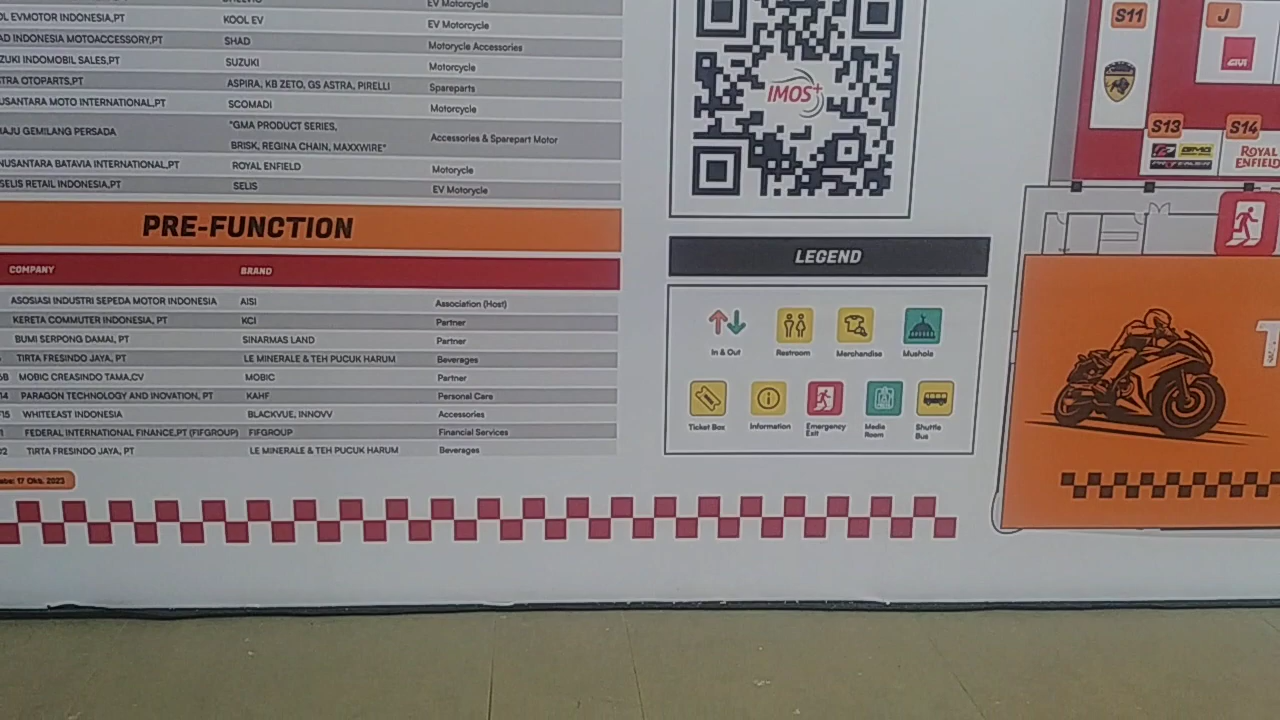 EV Motorcycle
EVMOTOR INDONESIA,PT KOOL EV EV Motorcycle
INDONESIA MOTOACCESSORY,PT SHAD Motorcycle Accessories
INDOMOBIL SALES,PT SUZUKI Motorcycle
OTOPARTS,PT ASPIRA, KB ZETO, GS ASTRA, PIRELLI Spareparts
USANTARA MOTO INTERNATIONAL,PT SCOMADI Motorcycle
AJU GEMILANG PERSADA "GMA PRODUCT SERIES, Accessories & Sparepart Motor
BRISK, REGINA CHAIN, MAXXWIRE"
NUSANTARA BATAVIA INTERNATIONAL,PT ROYAL ENFIELD Motorcycle
SELIS RETAIL INDONESIA,PT SELIS EV Motorcycle
PRE-FUNCTION
COMPANY BRAND
ASOSIASI INDUSTRI SEPEDA MOTOR INDONESIA AISI Association (Host)
KERETA COMMUTER INDONESIA, PT KCI Partner
BUMI SERPONG DAMAI, PT SINARMAS LAND Partner
TIRTA FRESINDO JAYA, PT LE MINERALE & TEH PUCUK HARUM Beverages
MOBIC CREASINDO TAMA,CV MOBIC Partner
PARAGON TECHNOLOGY AND INOVATION, PT KAHF Personal Care
WHITEEAST INDONESIA BLACKVUE, INNOVV Accessories
FEDERAL INTERNATIONAL FINANCE,PT (FIFGROUP) FIFGROUP Financial Services
TIRTA FRESINDO JAYA, PT LE MINERALE & TEH PUCUK HARUM Beverages
17 Okt. 2023
IMOS+
LEGEND
In & Out Restroom Merchandise Mushola
Ticket Box Information Emergency Exit Media Room Shuttle Bus
S11 J
GIVI
S13 S14
ROYAL
ENFIELD